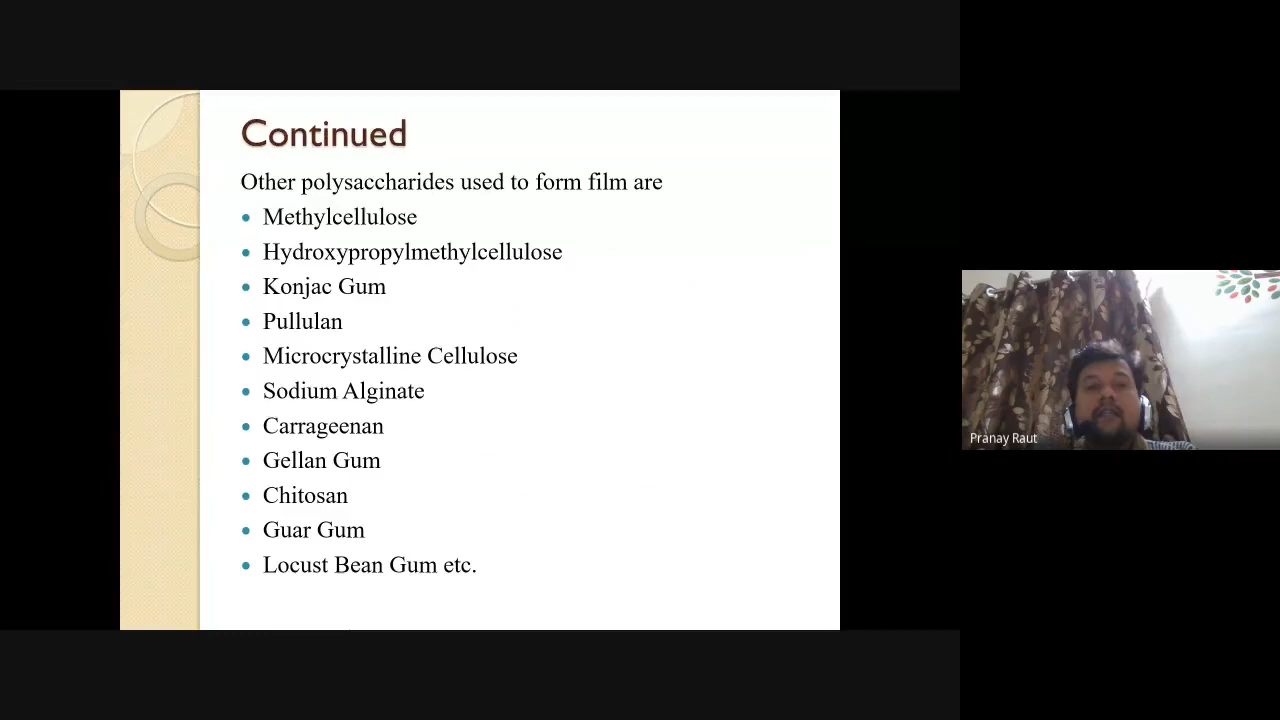 Continued
Other polysaccharides used to form film are
Methylcellulose
Hydroxypropylmethylcellulose
Konjac Gum
Pullulan
Microcrystalline Cellulose
Sodium Alginate
Carrageenan
Gellan Gum
Chitosan
Guar Gum
Locust Bean Gum etc.
Pranay Raut